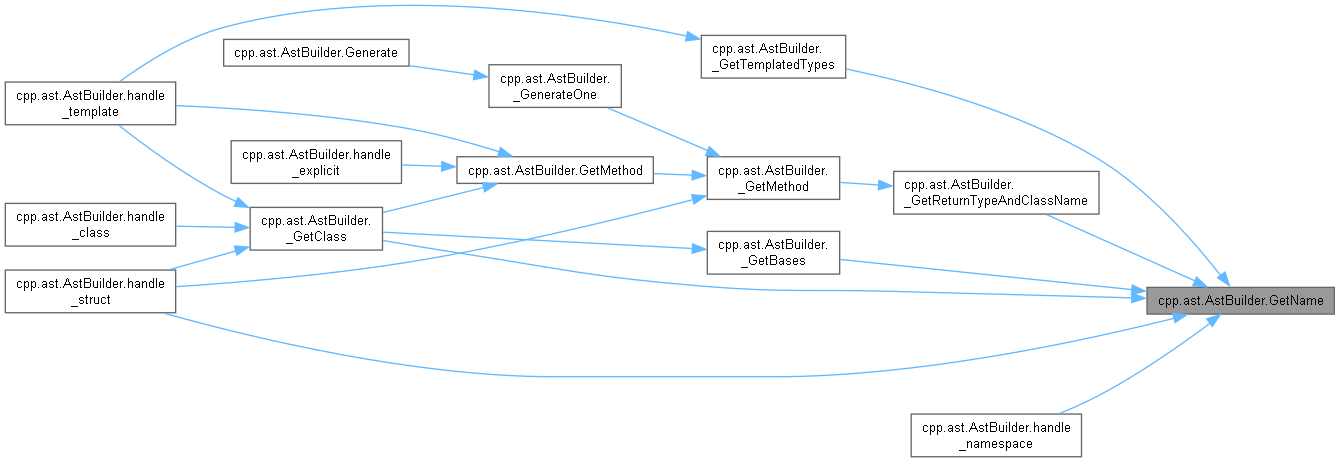 cpp.ast.AstBuilder.
_GetTemplatedTypes
cpp.ast.AstBuilder.Generate
cpp.ast.AstBuilder.
_GenerateOne
cpp.ast.AstBuilder.handle
_template
cpp.ast.AstBuilder.handle
_explicit
cpp.ast.AstBuilder.GetMethod
cpp.ast.AstBuilder.
_GetMethod
cpp.ast.AstBuilder.
_GetReturnTypeAndClassName
cpp.ast.AstBuilder.handle
_class
cpp.ast.AstBuilder.
_GetClass
cpp.ast.AstBuilder.
_GetBases
cpp.ast.AstBuilder.handle
_struct
cpp.ast.AstBuilder.GetName
cpp.ast.AstBuilder.handle
_namespace